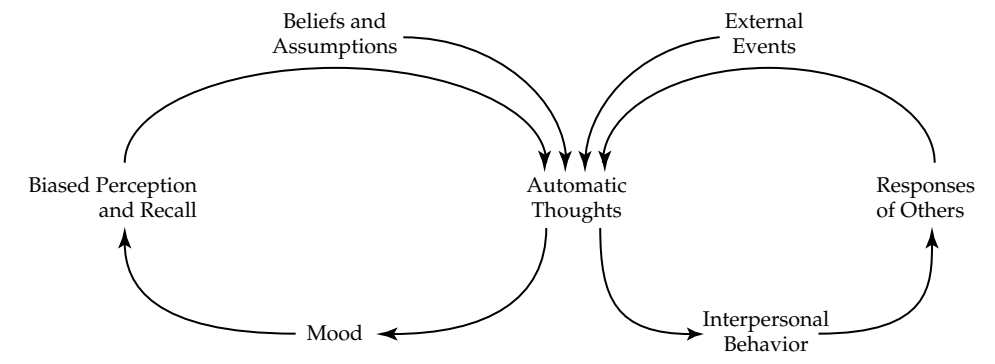 Beliefs and
Assumptions
External
Events
Biased Perception
and Recall
Automatic
Thoughts
Responses
of Others
Mood
Interpersonal
Behavior